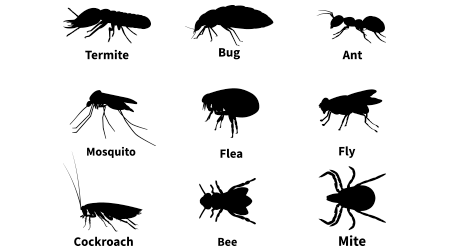 Termite
Bug
Ant
Mosquito
Flea
Fly
Cockroach
Bee
Mite